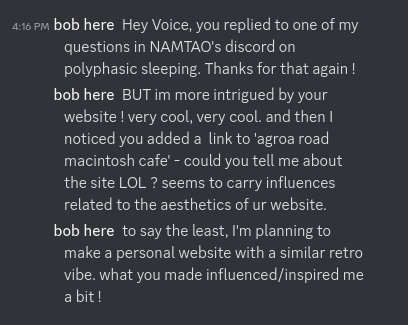 4:16 PM bob here Hey Voice, you replied to one of my
questions in NAMTAO's discord on
polyphasic sleeping. Thanks for that again !
bob here BUT im more intrigued by your
website ! very cool, very cool. and then I
noticed you added a link to 'agroa road
macintosh cafe' - could you tell me about
the site LOL ? seems to carry influences
related to the aesthetics of ur website.
bob here to say the least, I'm planning to
make a personal website with a similar retro
vibe. what you made influenced/inspired me
a bit !